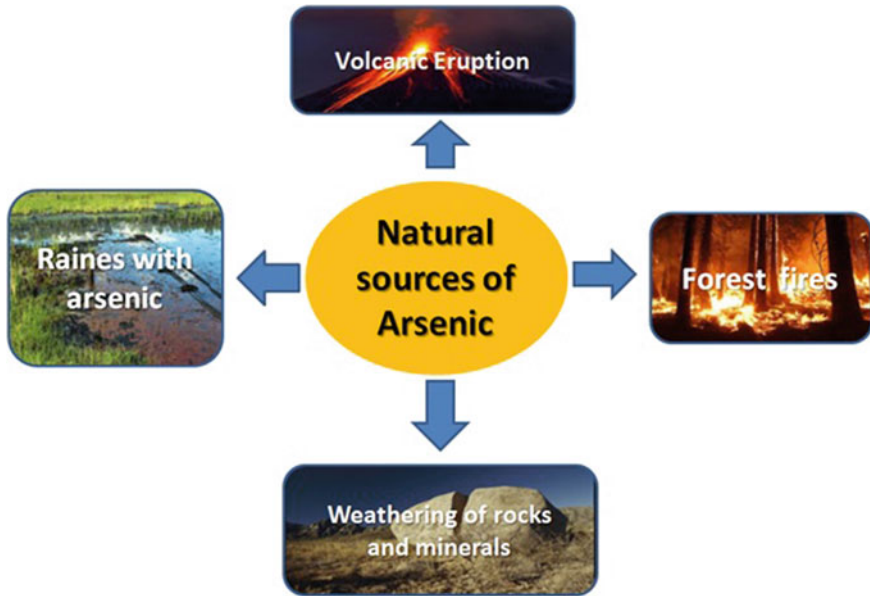 Volcanic Eruption
Raines with
arsenic
Natural
sources of
Arsenic
Forest fires
Weathering of rocks
and minerals